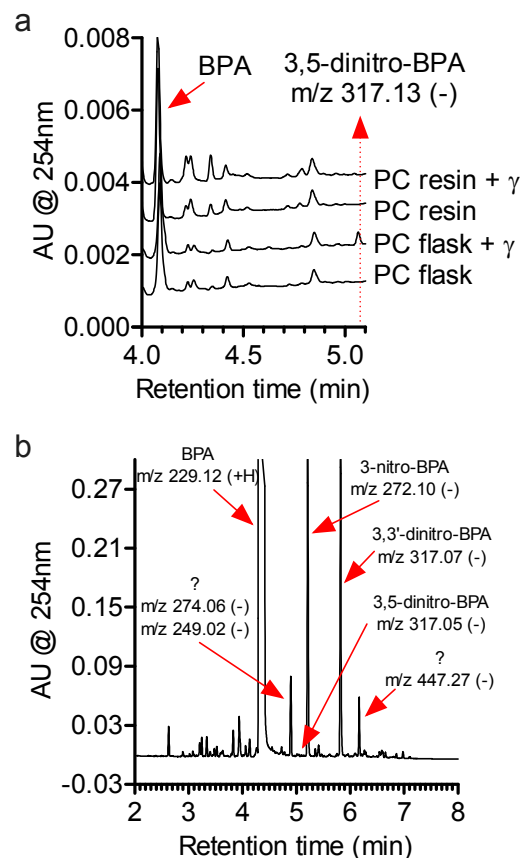 a
0.008
0.006
0.004
0.002
0.000
AU @ 254nm
BPA
3,5-dinitro-BPA
m/z 317.13 (-)
PC resin + γ
PC resin
PC flask + γ
PC flask
4.0 4.5 5.0
Retention time (min)
b
0.27
0.21
0.15
0.09
0.03
-0.03
AU @ 254nm
BPA
m/z 229.12 (+H)
3-nitro-BPA
m/z 272.10 (-)
3,3'-dinitro-BPA
m/z 317.07 (-)
?
m/z 274.06 (-)
m/z 249.02 (-)
3,5-dinitro-BPA
m/z 317.05 (-)
?
m/z 447.27 (-)
2 3 4 5 6 7 8
Retention time (min)